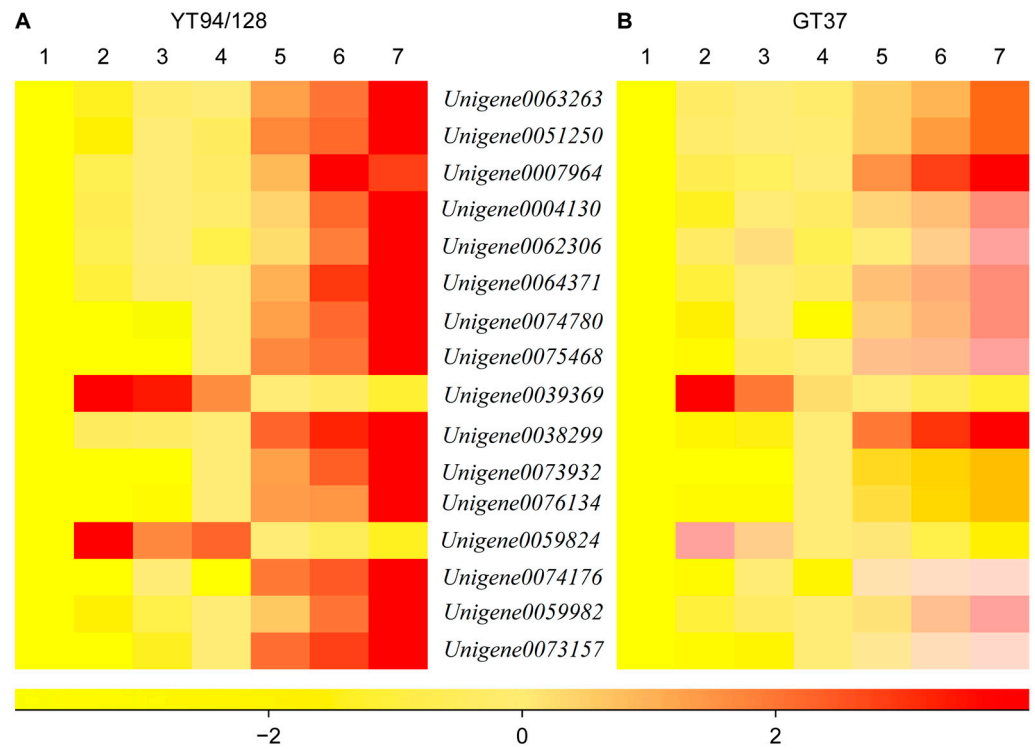 A YT94/128 B GT37
1 2 3 4 5 6 7 1 2 3 4 5 6 7
Unigene0063263
Unigene0051250
Unigene0007964
Unigene0004130
Unigene0062306
Unigene0064371
Unigene0074780
Unigene0075468
Unigene0039369
Unigene0038299
Unigene0073932
Unigene0076134
Unigene0059824
Unigene0074176
Unigene0059982
Unigene0073157
−2 0 2